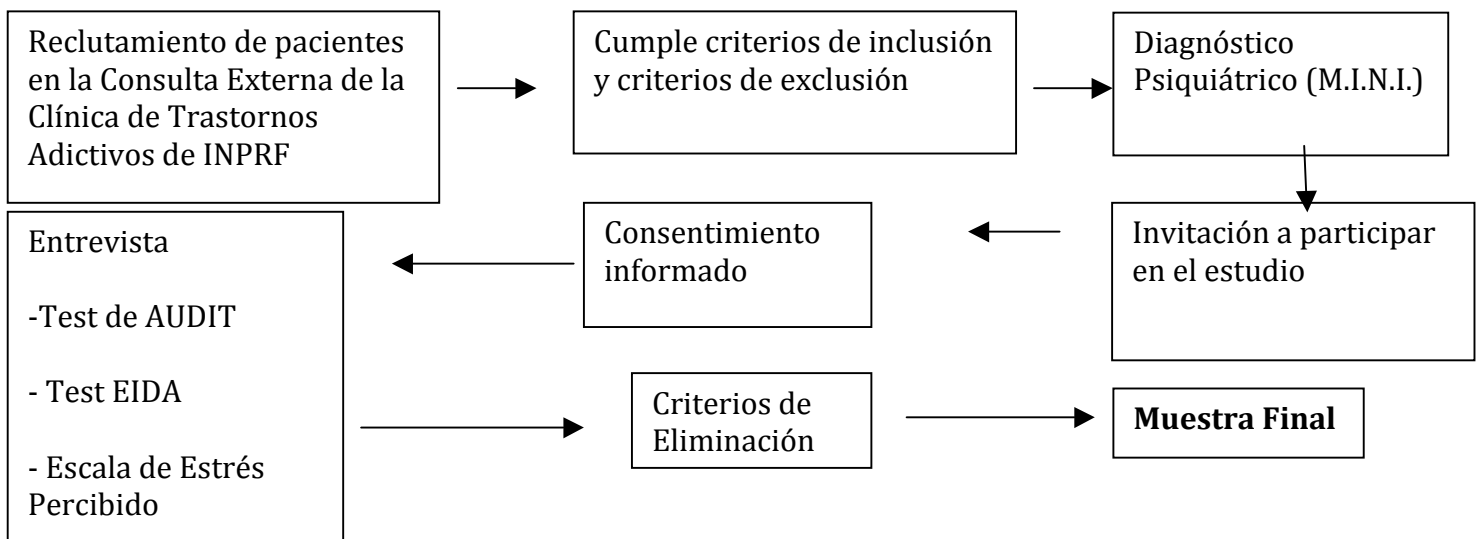 Reclutamiento de pacientes
en la Consulta Externa de la
Clínica de Trastornos
Adictivos de INPRF
Cumple criterios de inclusión
y criterios de exclusión
Diagnóstico
Psiquiátrico (M.I.N.I.)
Invitación a participar
en el estudio
Consentimiento
informado
Entrevista
-Test de AUDIT
- Test EIDA
- Escala de Estrés
Percibido
Criterios de
Eliminación
Muestra Final